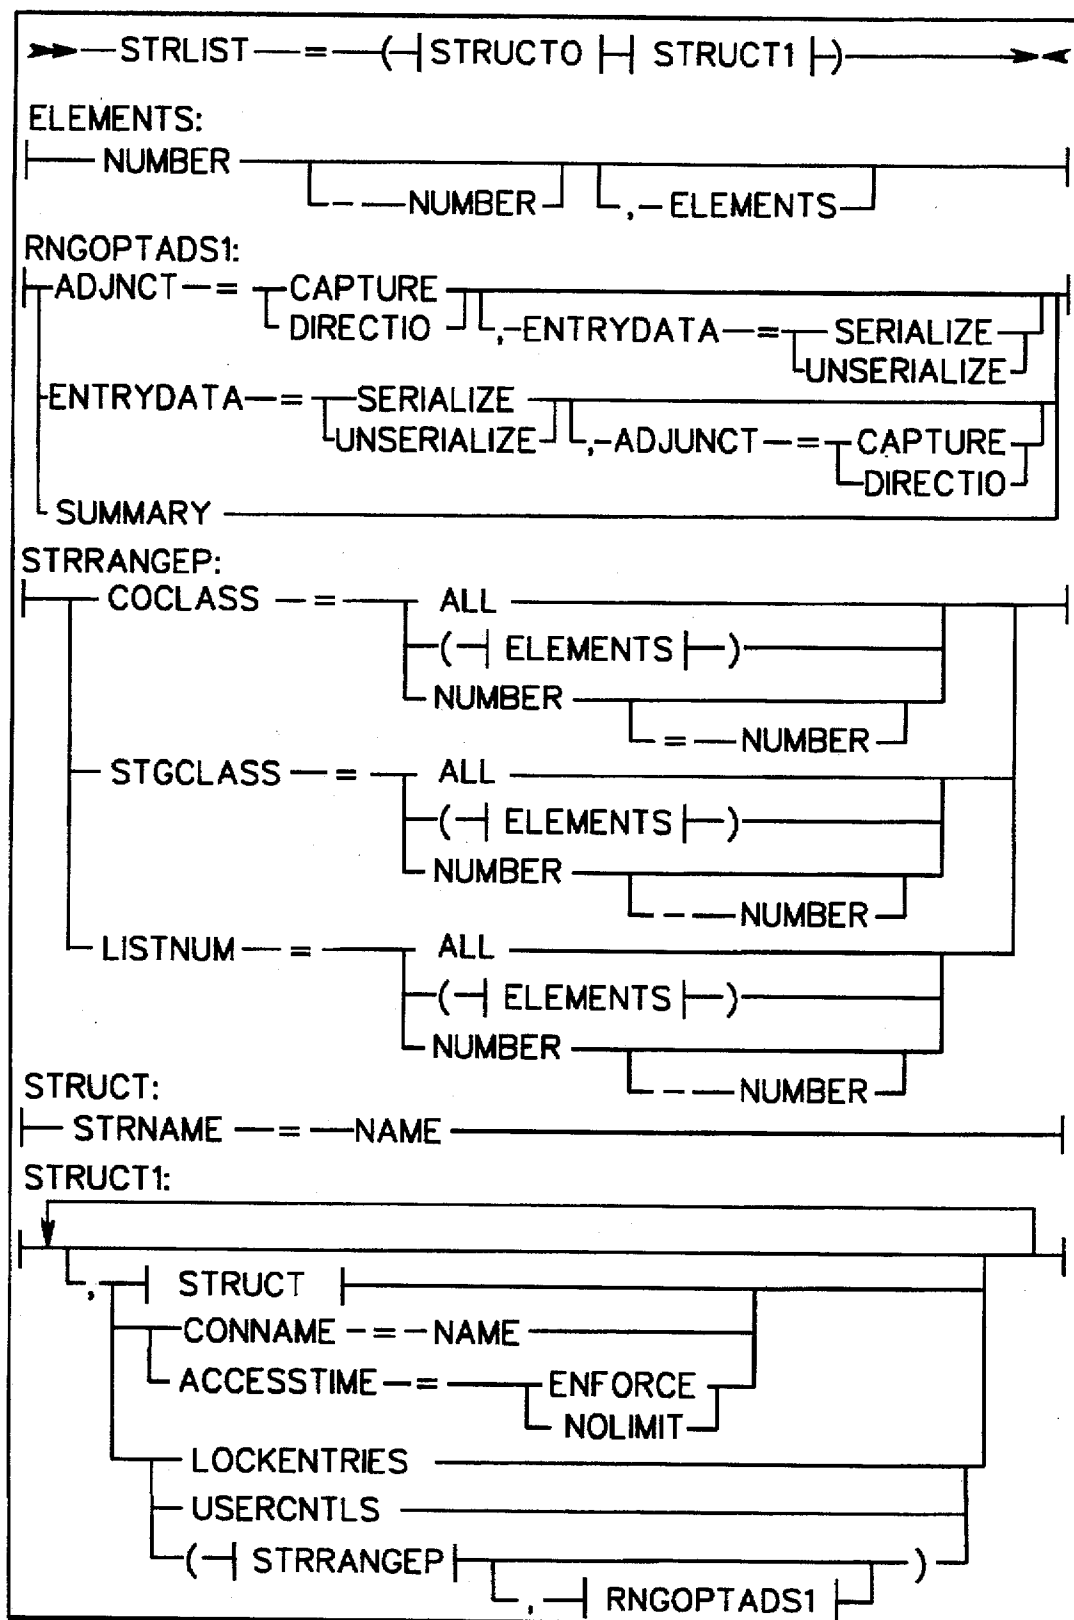 STRLIST = ( STRUCTO STRUCT1 )
ELEMENTS:
NUMBER
- NUMBER ,-ELEMENTS
RNGOPTADS1:
ADJNCT = CAPTURE
DIRECTIO ,-ENTRYDATA = SERIALIZE
UNSERIALIZE
ENTRYDATA = SERIALIZE
UNSERIALIZE ,-ADJUNCT = CAPTURE
DIRECTIO
SUMMARY
STRRANGEP:
COCLASS = ALL
( ELEMENTS )
NUMBER
= NUMBER
STGCLASS = ALL
( ELEMENTS )
NUMBER
- NUMBER
LISTNUM = ALL
( ELEMENTS )
NUMBER
- NUMBER
STRUCT:
STRNAME = NAME
STRUCT1:
, STRUCT
CONNAME = NAME
ACCESSTIME = ENFORCE
NOLIMIT
LOCKENTRIES
USERCNTLS
( STRRANGEP )
, RNGOPTADS1